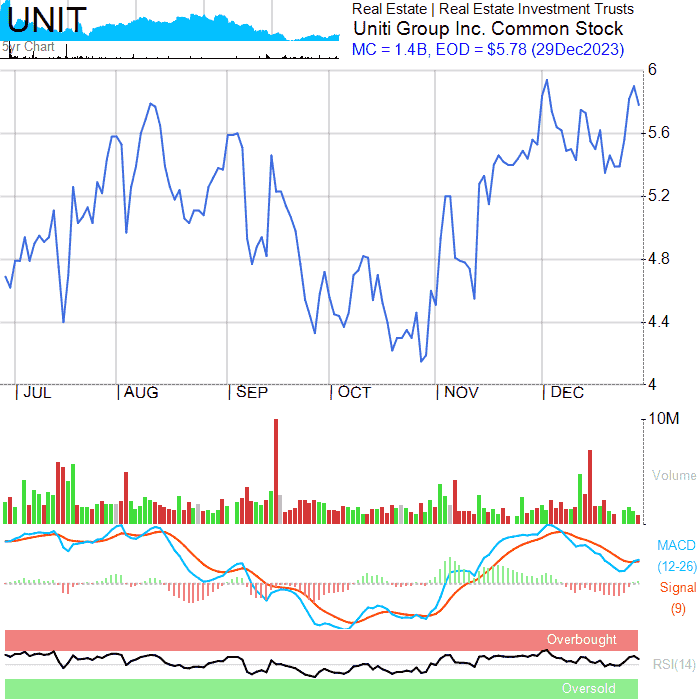 UNIT
5yr Chart
Real Estate | Real Estate Investment Trusts
Uniti Group Inc. Common Stock
MC = 1.4B, EOD = $5.78 (29Dec2023)
6
5.6
5.2
4.8
4.4
4
JUL AUG SEP OCT NOV DEC
10M
Volume
MACD
(12-26)
Signal
(9)
Overbought
RSI(14)
Oversold